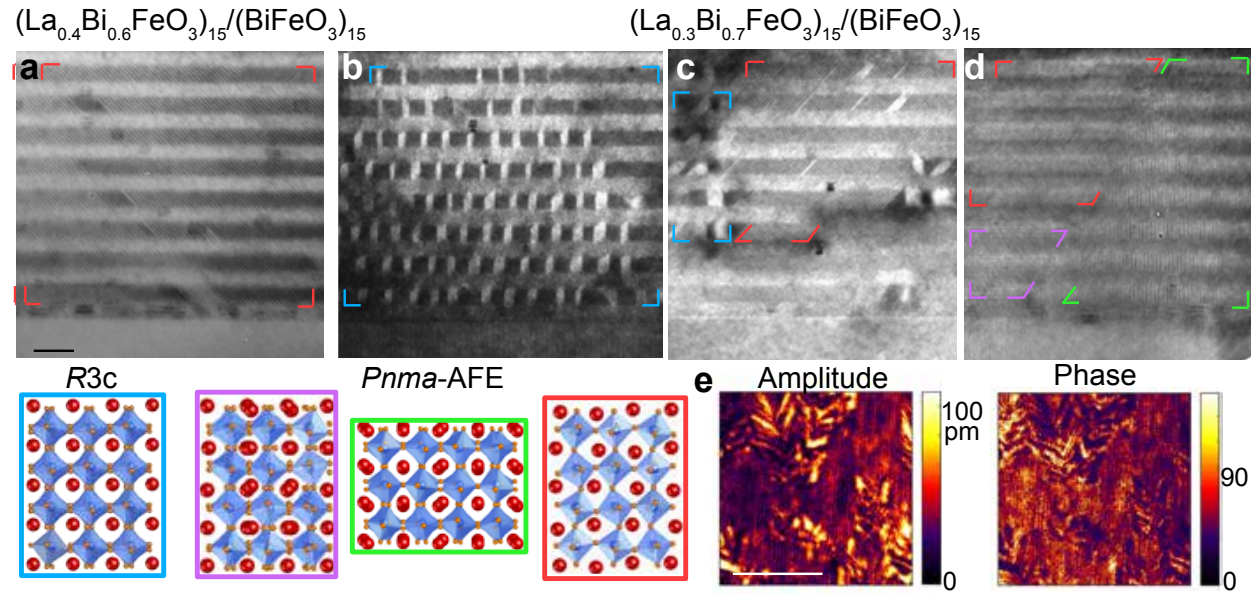 (La0.4Bi0.6FeO3)15/(BiFeO3)15
(La0.3Bi0.7FeO3)15/(BiFeO3)15
a
b
c
d
R3c
Pnma-AFE
e
Amplitude
Phase
100
pm
0
90
0